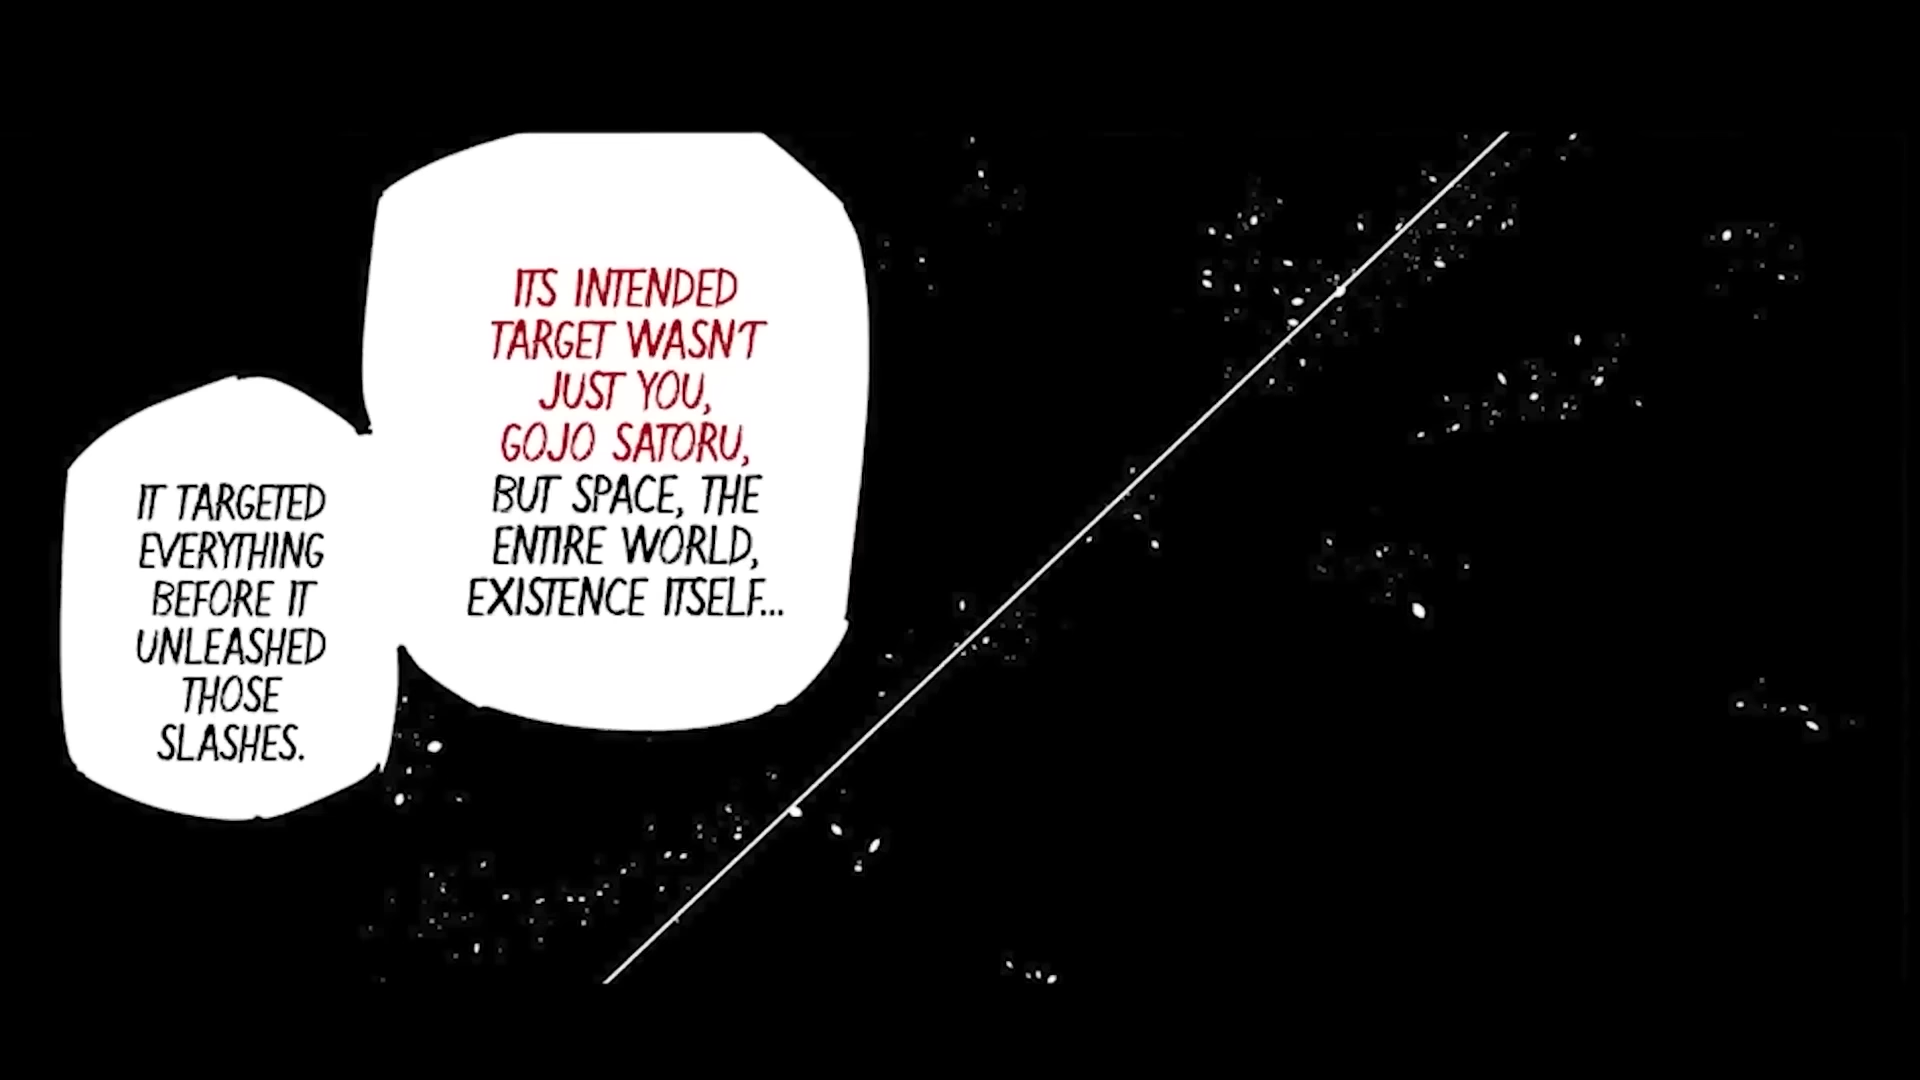 ITS INTENDED
TARGET WASN'T
JUST YOU,
GOJO SATORU,
BUT SPACE, THE
ENTIRE WORLD,
EXISTENCE ITSELF...
IT TARGETED
EVERYTHING
BEFORE IT
UNLEASHED
THOSE
SLASHES.